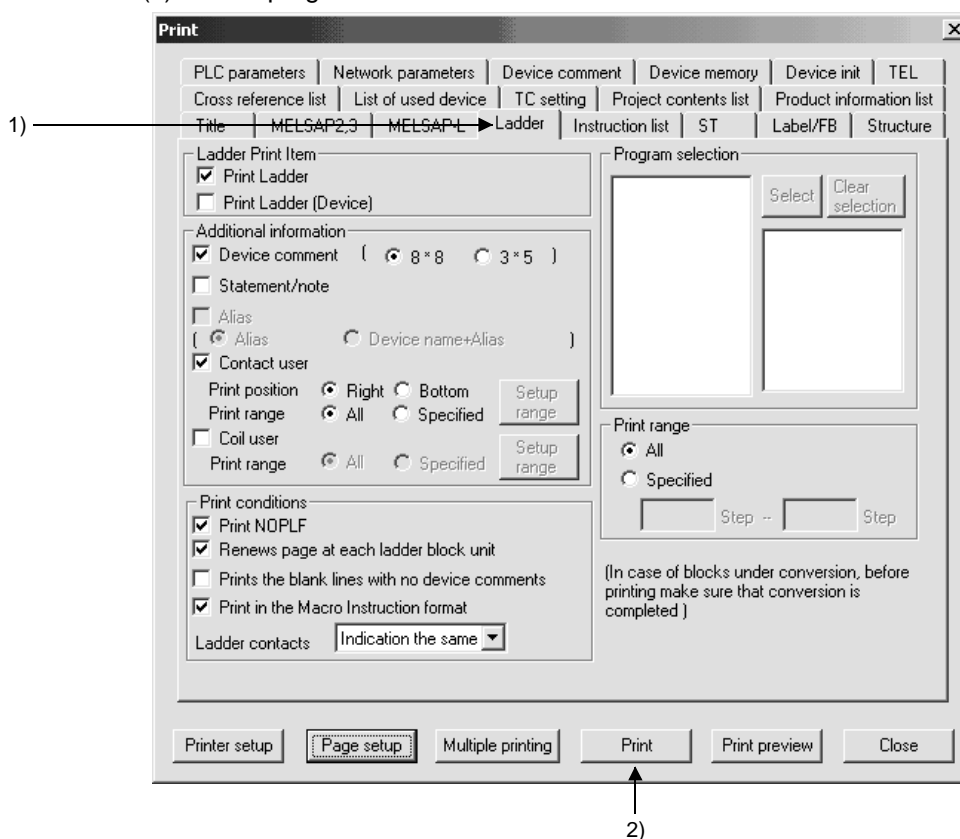 Print
PLC parameters Network parameters Device comment Device memory Device init TEL
Cross reference list List of used device TC setting Project contents list Product information list
1) Title MELSAP2,3 MELSAP-L Ladder Instruction list ST Label/FB Structure
Ladder Print Item
Print Ladder
Print Ladder (Device)
Additional information
Device comment ( 8*8 3*5 )
Statement/note
Alias
( Alias Device name+Alias )
Contact user
Print position Right Bottom Setup range
Print range All Specified
Coil user
Print range All Specified Setup range
Print conditions
Print NOPLF
Renews page at each ladder block unit
Prints the blank lines with no device comments
Print in the Macro Instruction format
Ladder contacts Indication the same
Program selection
Select Clear selection
Print range
All
Specified
Step -- Step
(In case of blocks under conversion, before
printing make sure that conversion is
completed )
Printer setup Page setup Multiple printing Print Print preview Close
2)